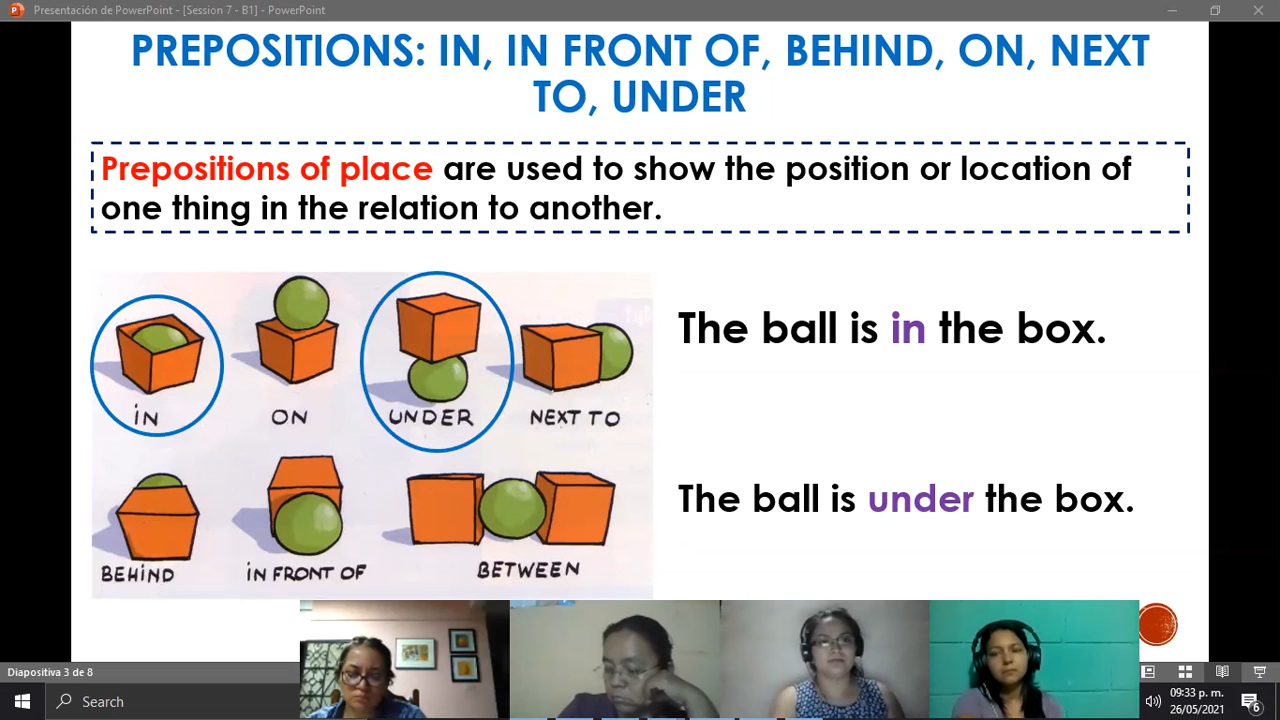 Presentación de PowerPoint - [Session 7 - B1] - PowerPoint
PREPOSITIONS: IN, IN FRONT OF, BEHIND, ON, NEXT
TO, UNDER
Prepositions of place are used to show the position or location of
one thing in the relation to another.
IN
ON
UNDER
NEXT TO
The ball is in the box.
BEHIND
IN FRONT OF
BETWEEN
The ball is under the box.
Diapositiva 3 de 8
Search
09:33 p. m.
26/05/2021
6